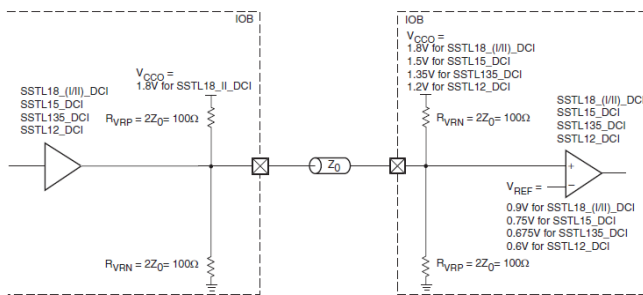 IOB
SSTL18_(I/II)_DCI
SSTL15_DCI
SSTL135_DCI
SSTL12_DCI
VCCO =
1.8V for SSTL18_II_DCI
RVRP = 2Z0= 100Ω
RVRN = 2Z0= 100Ω
Z0
IOB
VCCO =
1.8V for SSTL18_(I/II)_DCI
1.5V for SSTL15_DCI
1.35V for SSTL135_DCI
1.2V for SSTL12_DCI
RVRN = 2Z0= 100Ω
SSTL18_(I/II)_DCI
SSTL15_DCI
SSTL135_DCI
SSTL12_DCI
+
–
VREF =
0.9V for SSTL18_(I/II)_DCI
0.75V for SSTL15_DCI
0.675V for SSTL135_DCI
0.6V for SSTL12_DCI
RVRP = 2Z0= 100Ω